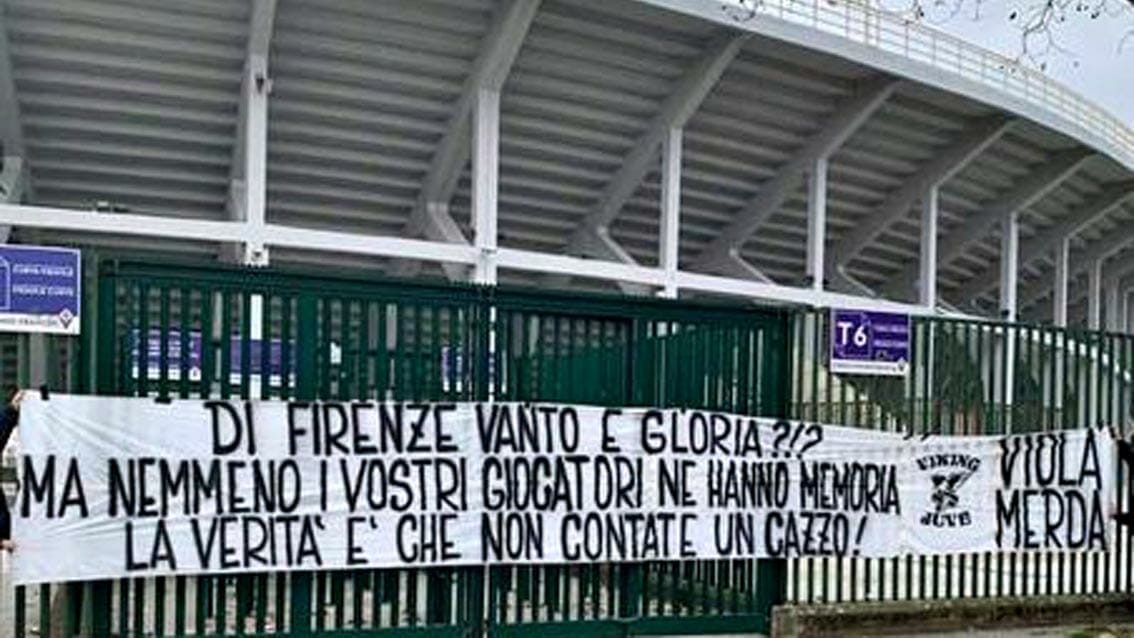 T6
DI FIRENZE VANTO E GLORIA?!?
MA NEMMENO I VOSTRI GIOCATORI NE HANNO MEMORIA
LA VERITA' E' CHE NON CONTATE UN CAZZO!
VIKING
JUVE
VIOLA
MERDA